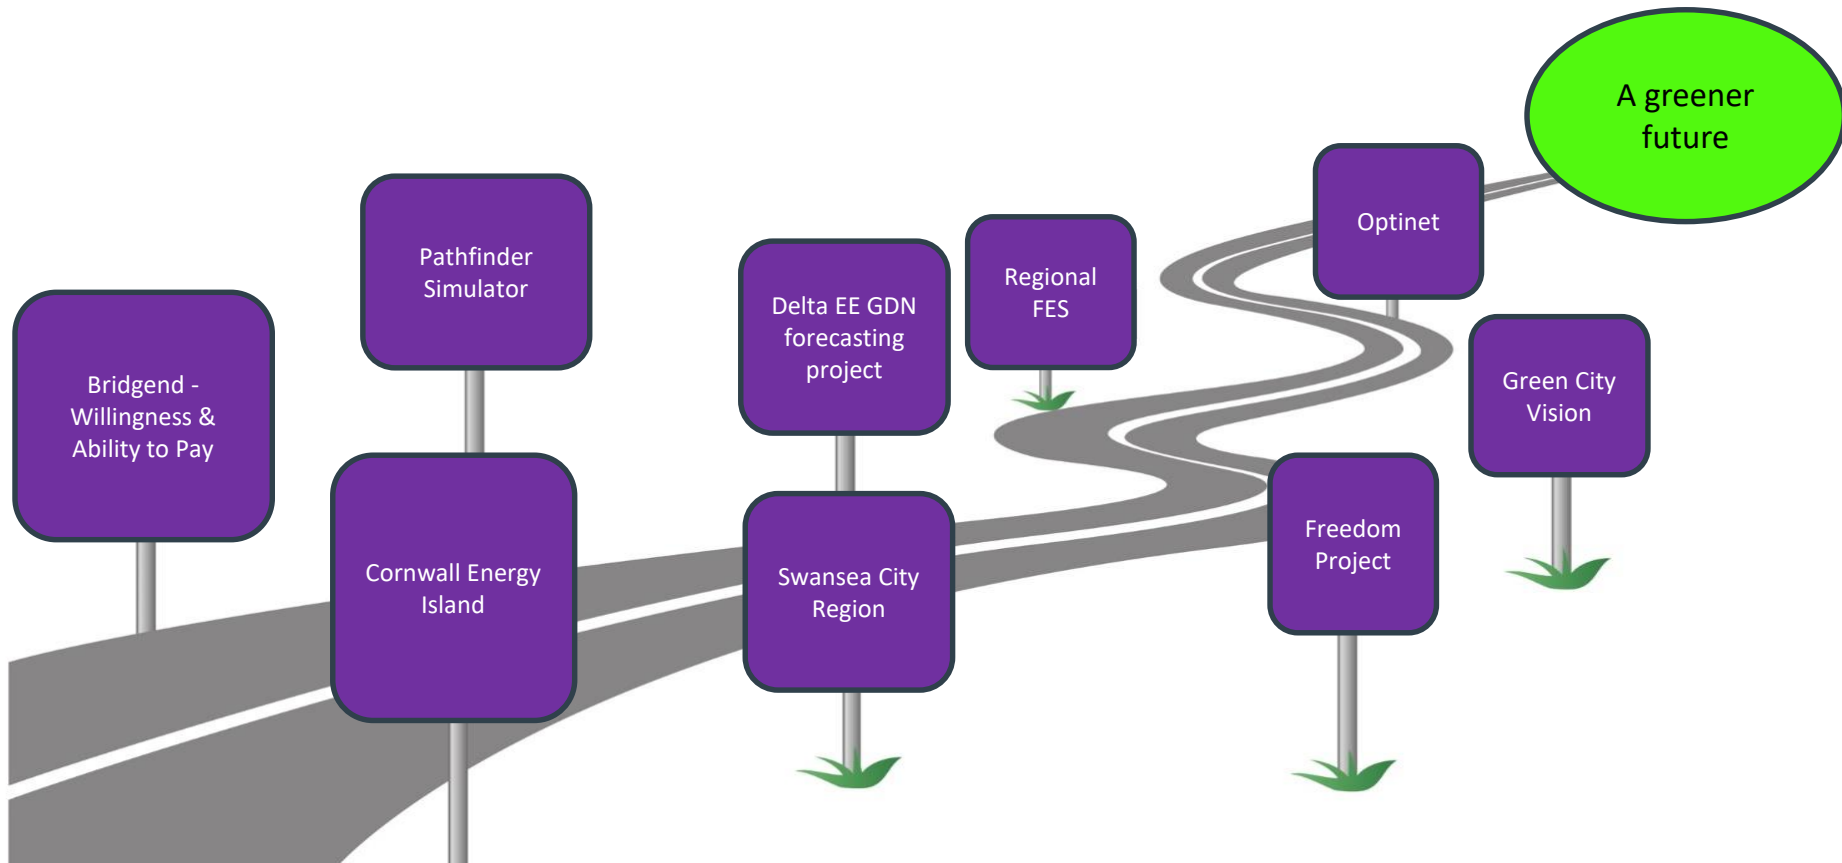 Bridgend -
Willingness &
Ability to Pay
Pathfinder
Simulator
Cornwall Energy
Island
Delta EE GDN
forecasting
project
Swansea City
Region
Regional
FES
Freedom
Project
Optinet
Green City
Vision
A greener
future